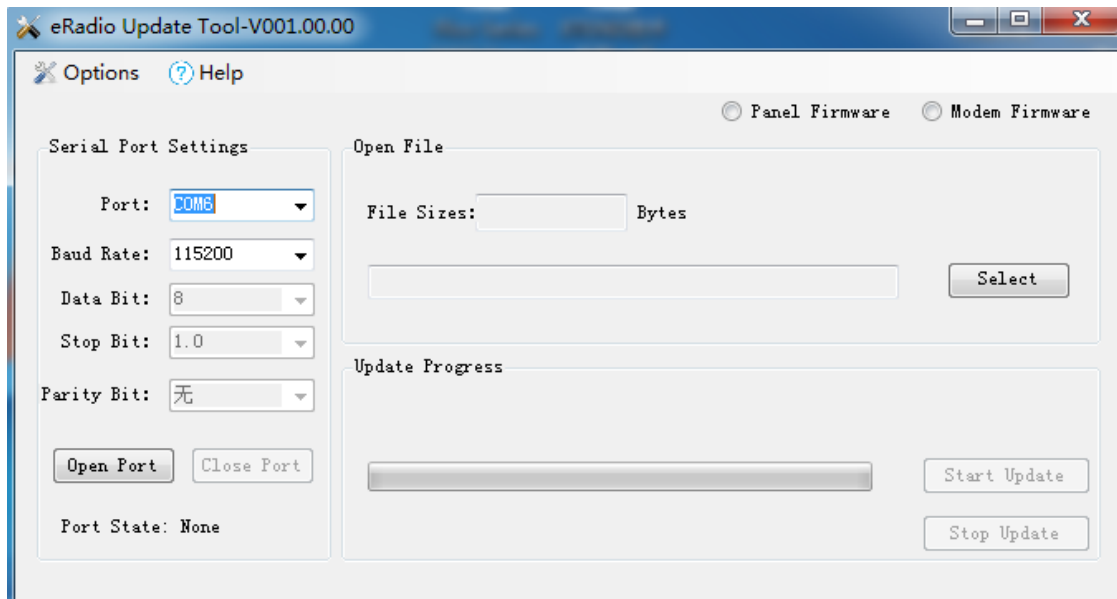 eRadio Update Tool-V001.00.00
Options Help
Panel Firmware Modem Firmware
Serial Port Settings
Port: COM6
Baud Rate: 115200
Data Bit: 8
Stop Bit: 1.0
Parity Bit: 无
Open Port Close Port
Port State: None
Open File
File Sizes: Bytes
Select
Update Progress
Start Update
Stop Update